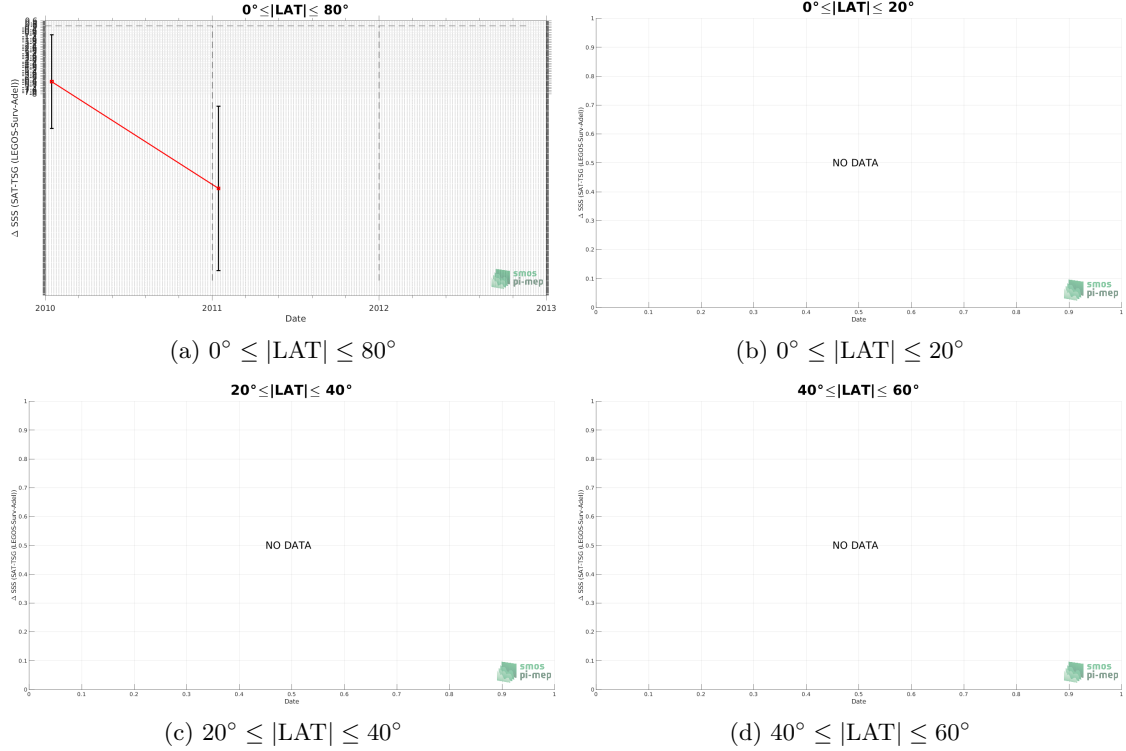 0°≤|LAT|≤ 80°
Δ SSS (SAT-TSG (LEGOS-Surv-Adel))
2010 2011 2012 2013
Date
smos
pi-mep
(a) 0° ≤ |LAT| ≤ 80°
0°≤|LAT|≤ 20°
Δ SSS (SAT-TSG (LEGOS-Surv-Adel))
1
0.9
0.8
0.7
0.6
0.5
0.4
0.3
0.2
0.1
0
NO DATA
0 0.1 0.2 0.3 0.4 0.5 0.6 0.7 0.8 0.9 1
Date
smos
pi-mep
(b) 0° ≤ |LAT| ≤ 20°
20°≤|LAT|≤ 40°
Δ SSS (SAT-TSG (LEGOS-Surv-Adel))
1
0.9
0.8
0.7
0.6
0.5
0.4
0.3
0.2
0.1
0
NO DATA
0 0.1 0.2 0.3 0.4 0.5 0.6 0.7 0.8 0.9 1
Date
smos
pi-mep
(c) 20° ≤ |LAT| ≤ 40°
40°≤|LAT|≤ 60°
Δ SSS (SAT-TSG (LEGOS-Surv-Adel))
1
0.9
0.8
0.7
0.6
0.5
0.4
0.3
0.2
0.1
0
NO DATA
0 0.1 0.2 0.3 0.4 0.5 0.6 0.7 0.8 0.9 1
Date
smos
pi-mep
(d) 40° ≤ |LAT| ≤ 60°